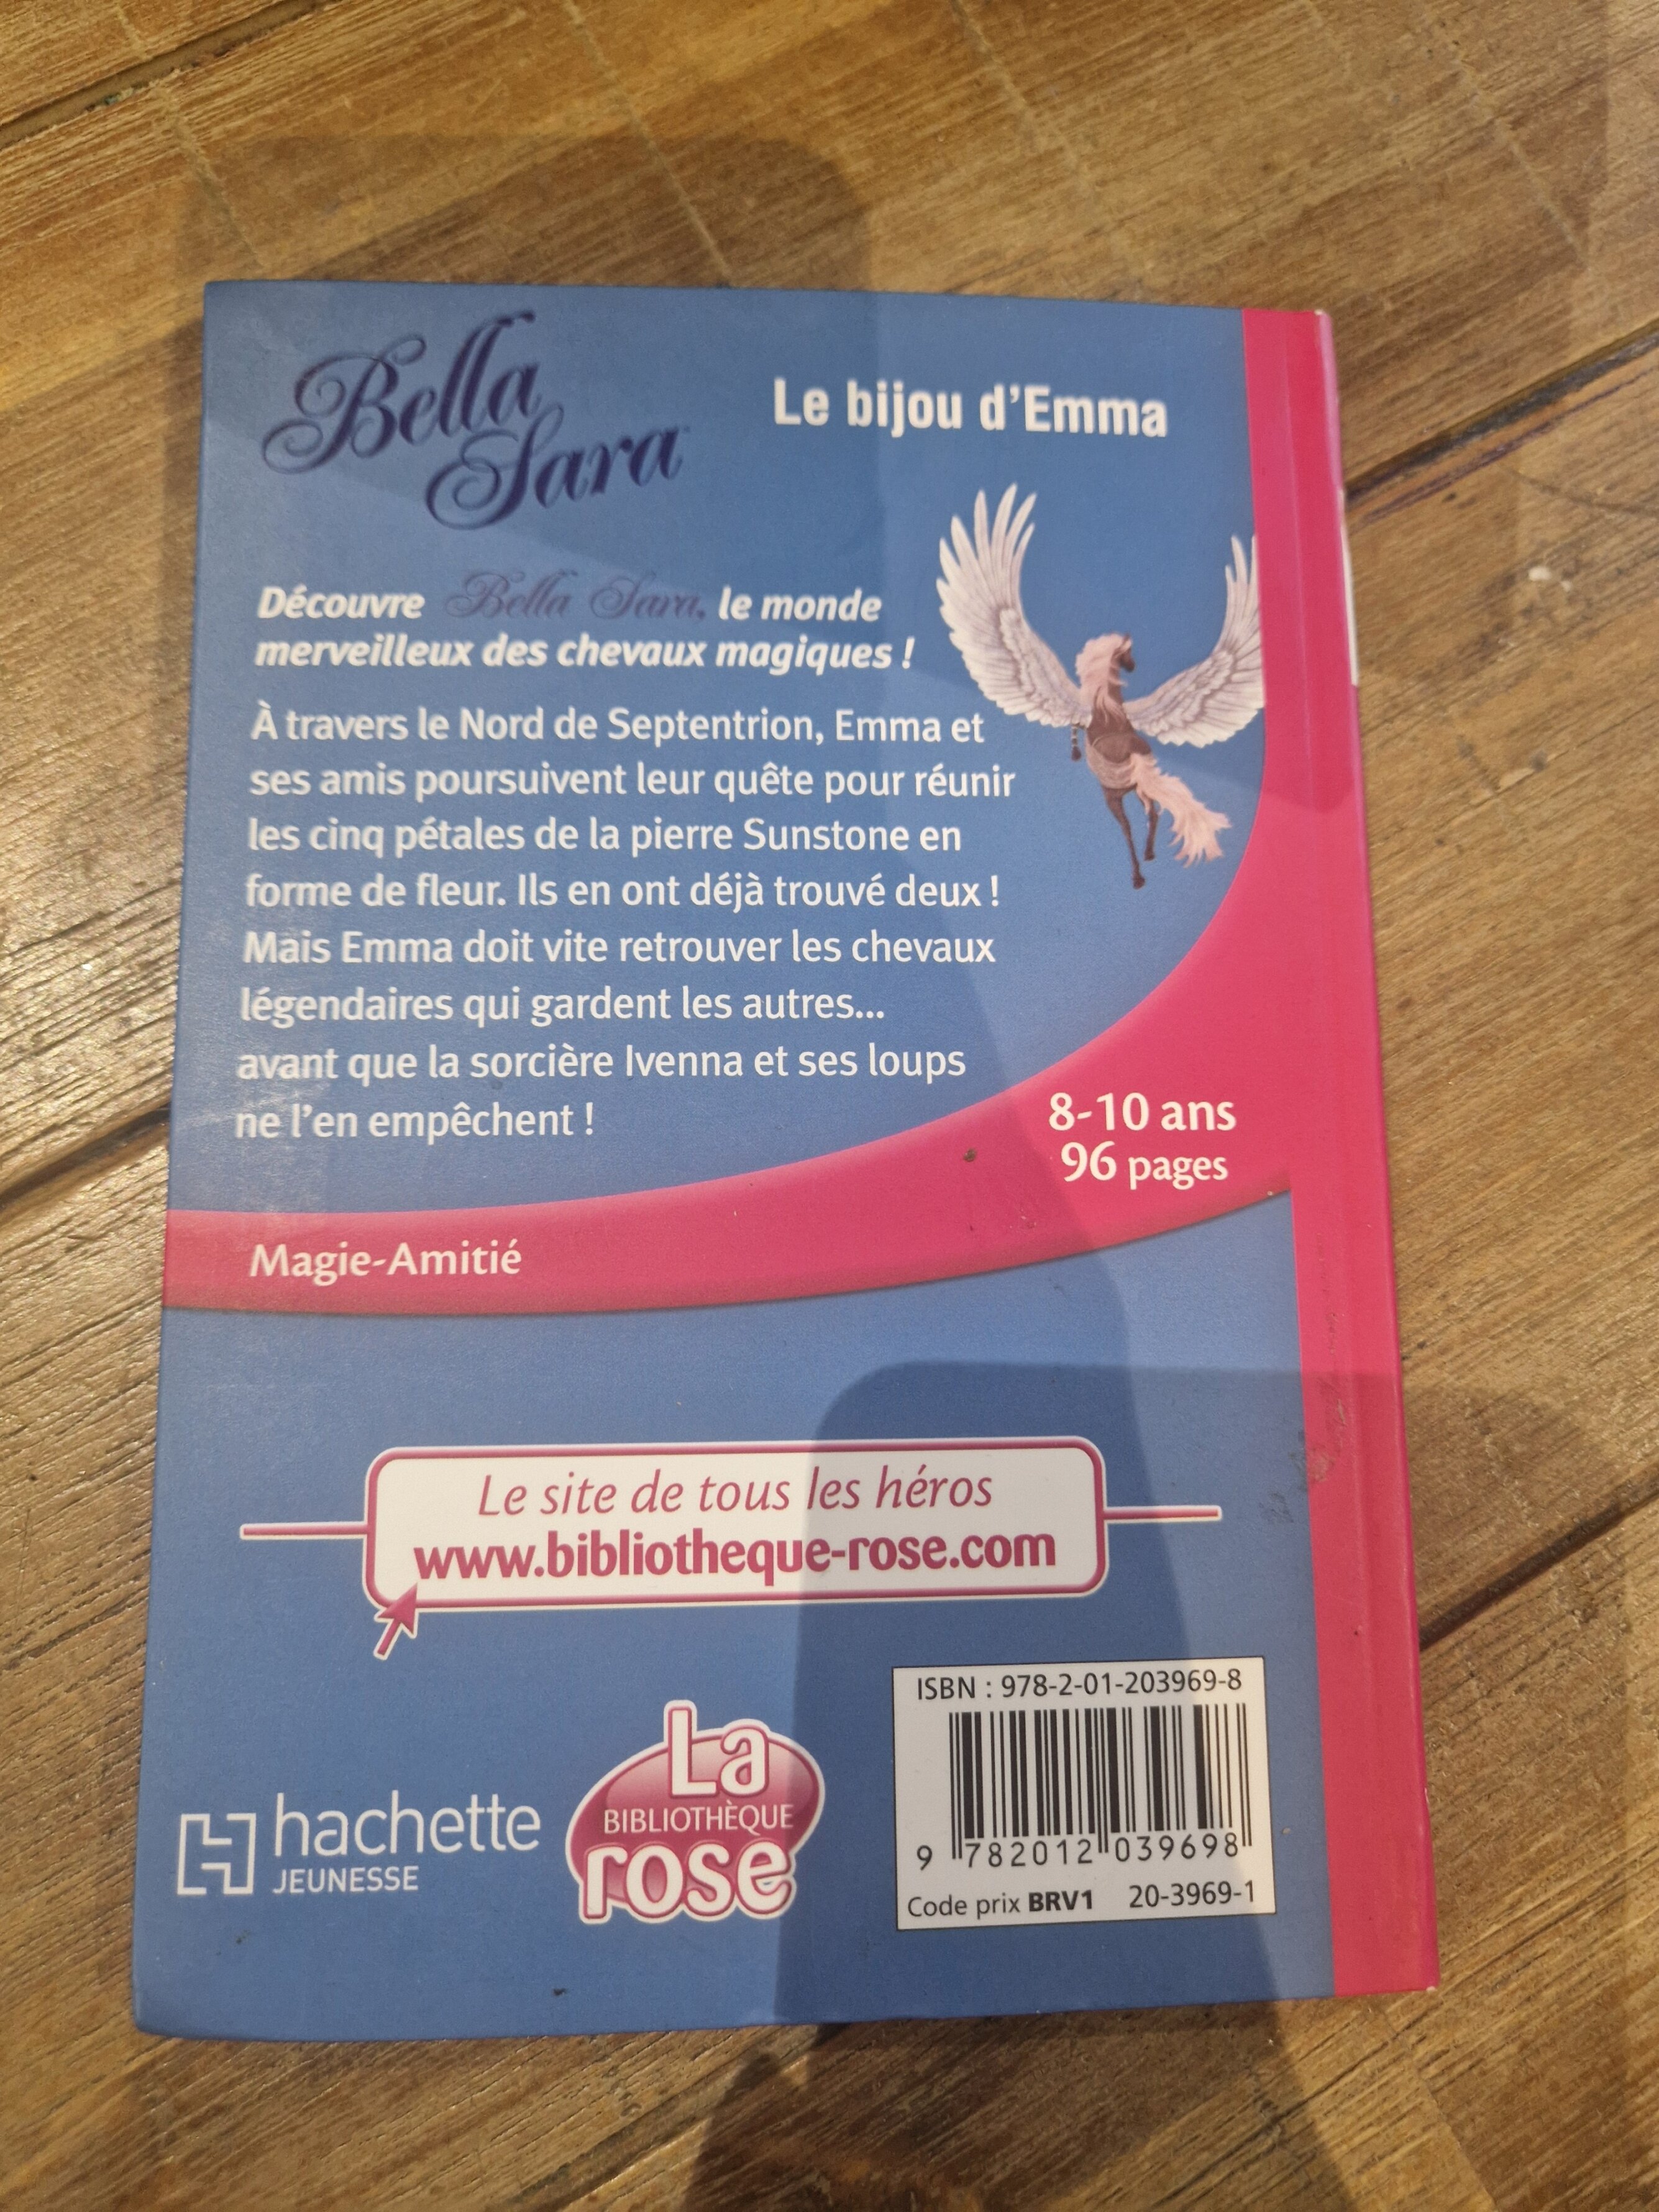 Bella
Sara
Le bijou d'Emma
Découvre Bella Sara, le monde
merveilleux des chevaux magiques !
À travers le Nord de Septentrion, Emma et
ses amis poursuivent leur quête pour réunir
les cinq pétales de la pierre Sunstone en
forme de fleur. Ils en ont déjà trouvé deux !
Mais Emma doit vite retrouver les chevaux
légendaires qui gardent les autres...
avant que la sorcière Ivenna et ses loups
ne l'en empêchent !
8-10 ans
96 pages
Magie-Amitié
Le site de tous les héros
www.bibliotheque-rose.com
hachette
JEUNESSE
La
BIBLIOTHÈQUE
rose
ISBN : 978-2-01-203969-8
9 782012 039698
Code prix BRV1 20-3969-1